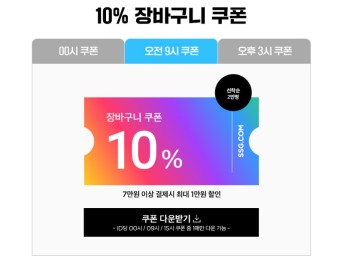 10% 장바구니 쿠폰
00시 쿠폰
오전 9시 쿠폰
오후 3시 쿠폰
선착순
2만명
장바구니 쿠폰
10%
SSG.COM
7만원 이상 결제시 최대 1만원 할인
쿠폰 다운받기
- ID당 00시 / 09시 / 15시 쿠폰 중 1매만 다운 가능 -